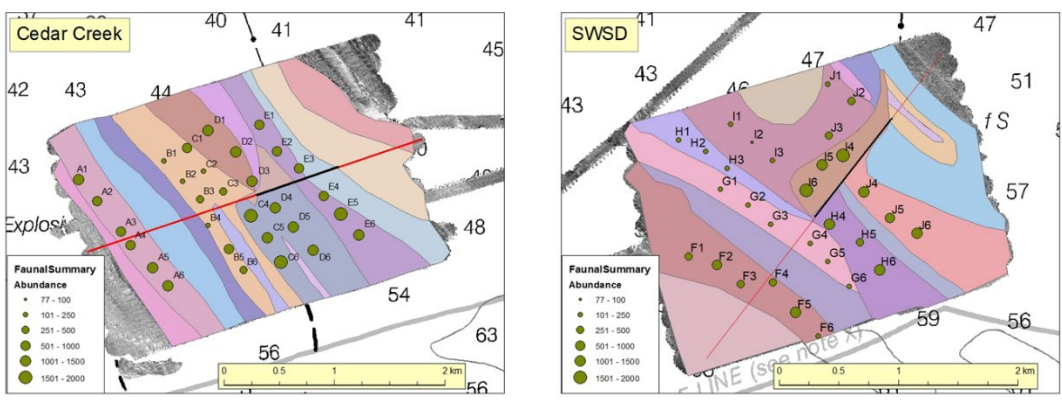 Cedar Creek
40
41
41
45
42
43
44
43
48
Explosi
54
63
56
56
A1
A2
A3
A4
A5
A6
B1
B2
B3
B4
B5
B6
C1
C2
C3
C4
C5
C6
D1
D2
D3
D4
D5
D6
E1
E2
E3
E4
E5
E6
FaunalSummary
Abundance
77 - 100
101 - 250
251 - 500
501 - 1000
1001 - 1500
1501 - 2000
0 0.5 1 2 km
SWSD
47
47
43
46
51
43
f S
57
59
56
E LINE (see note X)
F1
F2
F3
F4
F5
F6
G1
G2
G3
G4
G5
G6
H1
H2
H3
H4
H5
H6
I1
I2
I3
I4
I5
I6
J1
J2
J3
J4
J5
J6
FaunalSummary
Abundance
77 - 100
101 - 250
251 - 500
501 - 1000
1001 - 1500
1501 - 2000
0 0.5 1 2 km